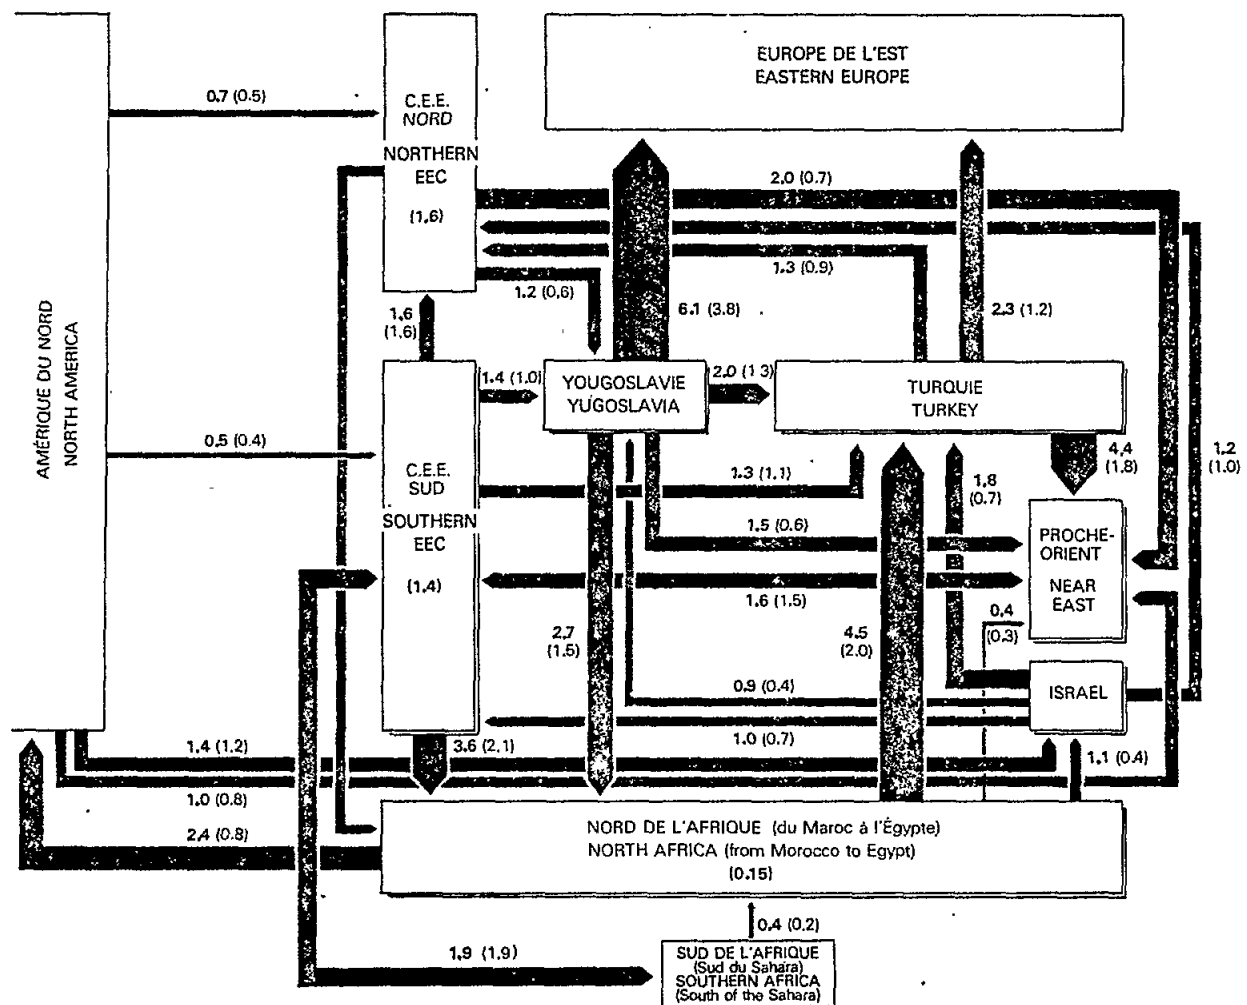 EUROPE DE L'EST
EASTERN EUROPE
0.7 (0.5)
C.E.E.
NORD
NORTHERN
EEC
(1.6)
2.0 (0.7)
1.3 (0.9)
1.2 (0.6)
6.1 (3.8)
2.3 (1.2)
AMÉRIQUE DU NORD
NORTH AMERICA
1.6
(1.6)
1.4 (1.0)
YOUGOSLAVIE
YUGOSLAVIA
2.0 (1 3)
TURQUIE
TURKEY
0.5 (0.4)
C.E.E.
SUD
SOUTHERN
EEC
(1.4)
1.3 (1.1)
1.8
(0.7)
4.4
(1.8)
1.2
(1.0)
1.5 (0.6)
PROCHE-
ORIENT
NEAR
EAST
1.6 (1.5)
0.4
(0.3)
2.7
(1.5)
4.5
(2.0)
0.9 (0.4)
ISRAEL
1.0 (0.7)
1.4 (1.2)
3.6 (2.1)
1.1 (0.4)
1.0 (0.8)
2.4 (0.8)
NORD DE L'AFRIQUE (du Maroc à l'Égypte)
NORTH AFRICA (from Morocco to Egypt)
(0.15)
0.4 (0.2)
1.9 (1.9)
SUD DE L'AFRIQUE
(Sud du Sahara)
SOUTHERN AFRICA
(South of the Sahara)